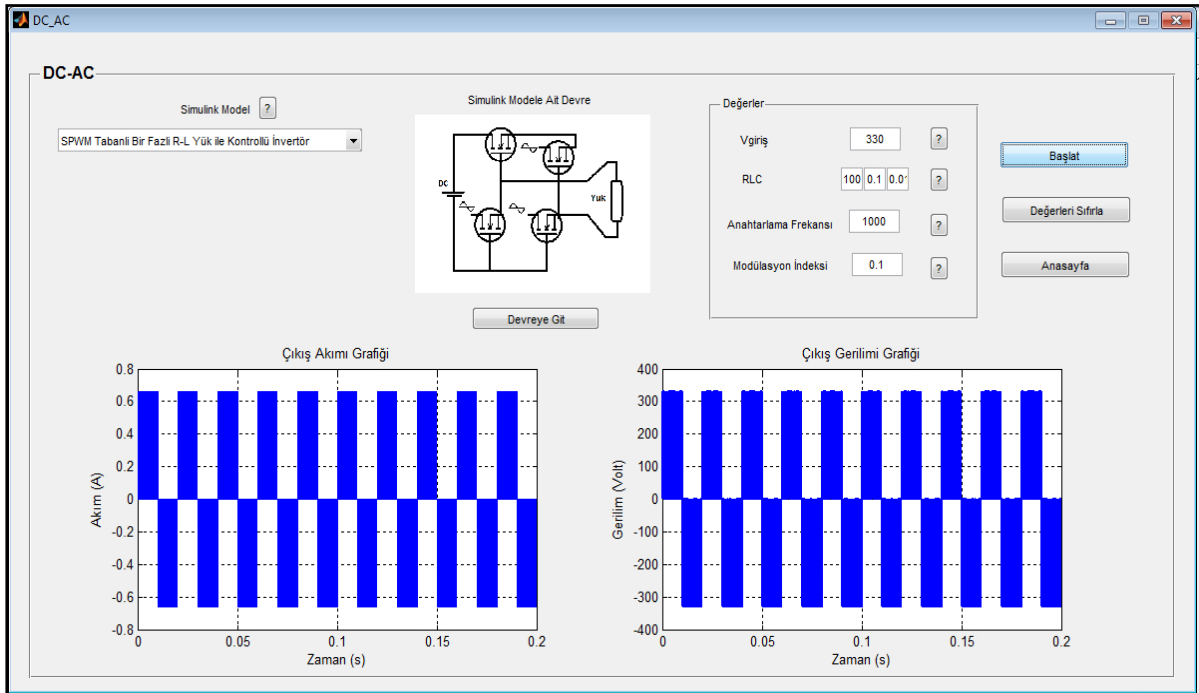 DC_AC
DC-AC
Simulink Model ?
SPWM Tabanli Bir Fazli R-L Yük ile Kontrollü İnvertör
Simulink Modele Ait Devre
DC
Yuk
Devreye Git
Değerler
Vgiriş 330 ?
RLC 100 0.1 0.01 ?
Anahtarlama Frekansı 1000 ?
Modülasyon İndeksi 0.1 ?
Başlat
Değerleri Sıfırla
Anasayfa
Çıkış Akımı Grafiği
Akım (A)
0.8
0.6
0.4
0.2
0
-0.2
-0.4
-0.6
-0.8
0 0.05 0.1 0.15 0.2
Zaman (s)
Çıkış Gerilimi Grafiği
Gerilim (Volt)
400
300
200
100
0
-100
-200
-300
-400
0 0.05 0.1 0.15 0.2
Zaman (s)